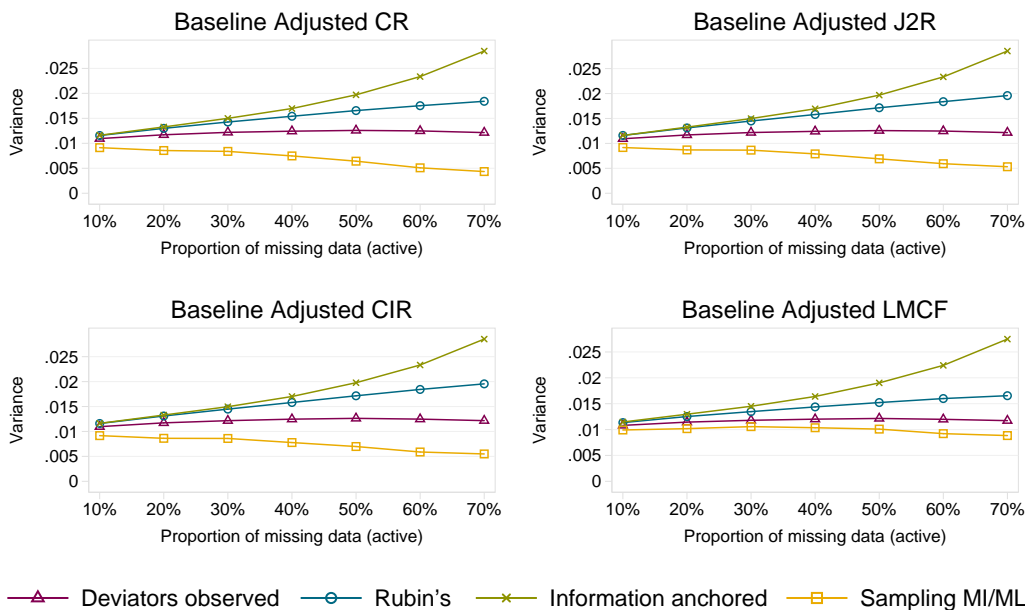 Baseline Adjusted CR
Variance
.025
.02
.015
.01
.005
0
10% 20% 30% 40% 50% 60% 70%
Proportion of missing data (active)
Baseline Adjusted J2R
Variance
.025
.02
.015
.01
.005
0
10% 20% 30% 40% 50% 60% 70%
Proportion of missing data (active)
Baseline Adjusted CIR
Variance
.025
.02
.015
.01
.005
0
10% 20% 30% 40% 50% 60% 70%
Proportion of missing data (active)
Baseline Adjusted LMCF
Variance
.025
.02
.015
.01
.005
0
10% 20% 30% 40% 50% 60% 70%
Proportion of missing data (active)
Deviators observed Rubin's Information anchored Sampling MI/ML